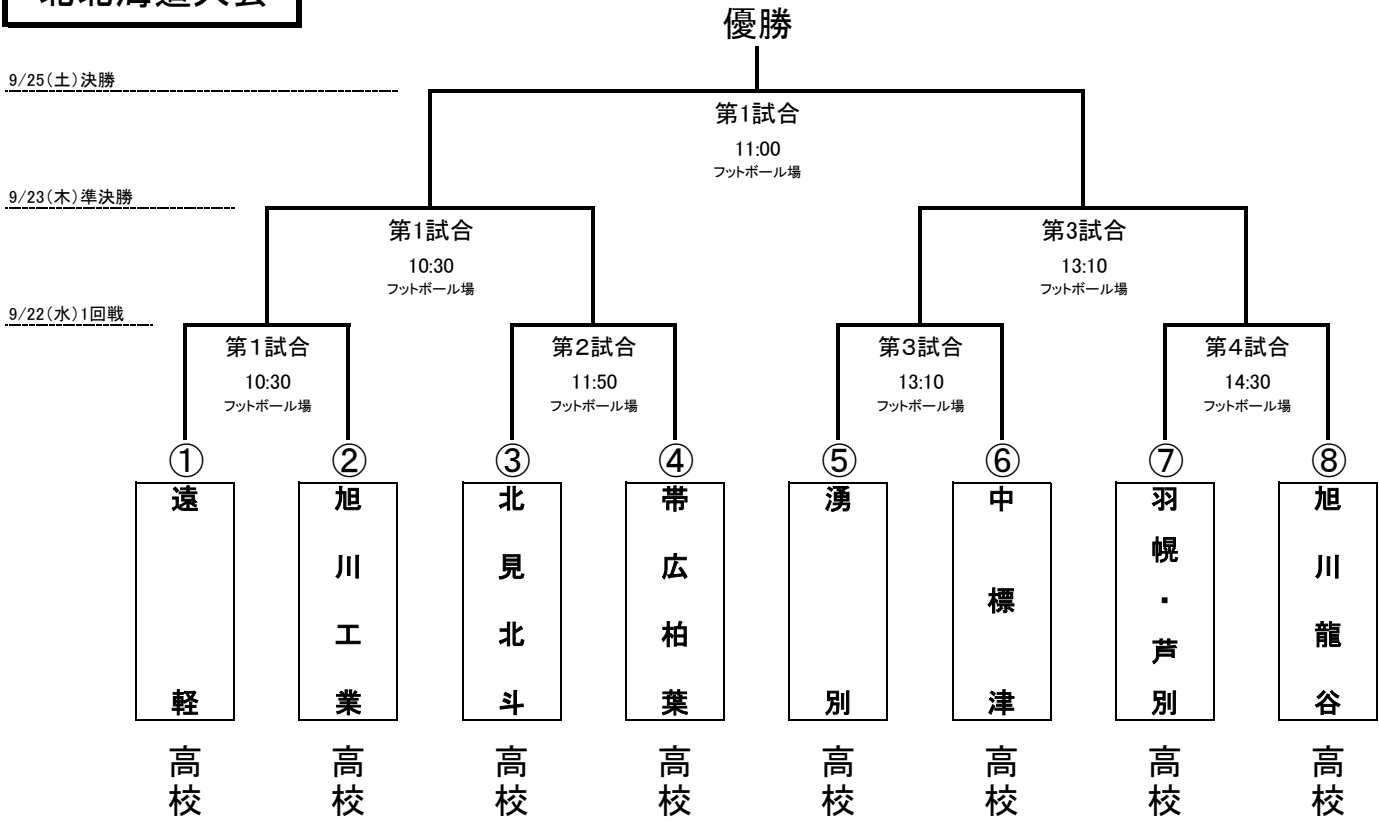 北北海道大会
優勝
9/25(土)決勝
第1試合
11:00
フットボール場
9/23(木)準決勝
第1試合
10:30
フットボール場
第3試合
13:10
フットボール場
9/22(水)1回戦
第1試合
10:30
フットボール場
第2試合
11:50
フットボール場
第3試合
13:10
フットボール場
第4試合
14:30
フットボール場
①
遠軽
高校
②
旭川工業
高校
③
北見北斗
高校
④
帯広柏葉
高校
⑤
湧別
高校
⑥
中標津
高校
⑦
羽幌・芦別
高校
⑧
旭川龍谷
高校